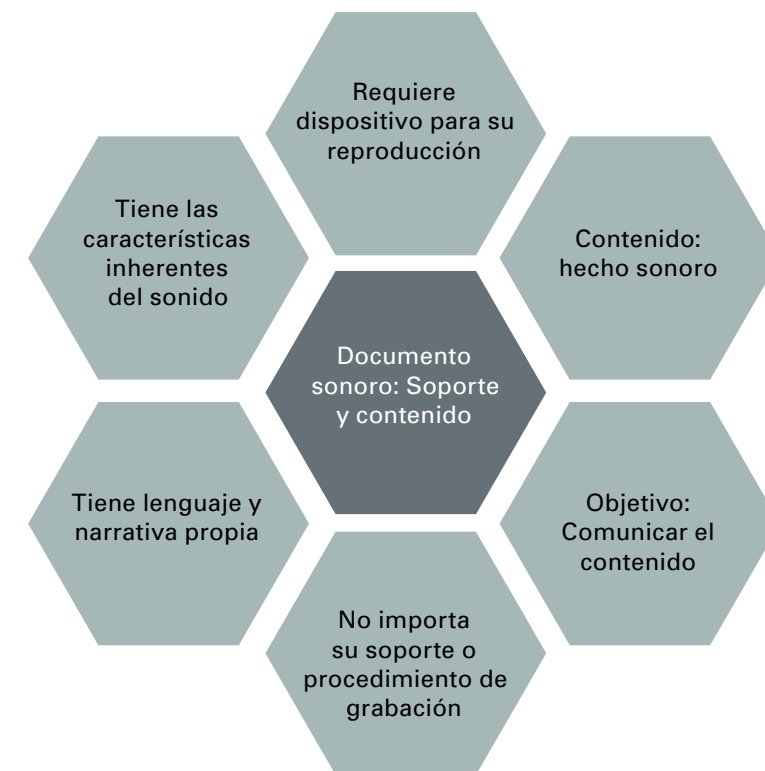 Requiere
dispositivo para su
reproducción
Tiene las
características
inherentes
del sonido
Contenido:
hecho sonoro
Documento
sonoro: Soporte
y contenido
Tiene lenguaje y
narrativa propia
Objetivo:
Comunicar el
contenido
No importa
su soporte o
procedimiento de
grabación